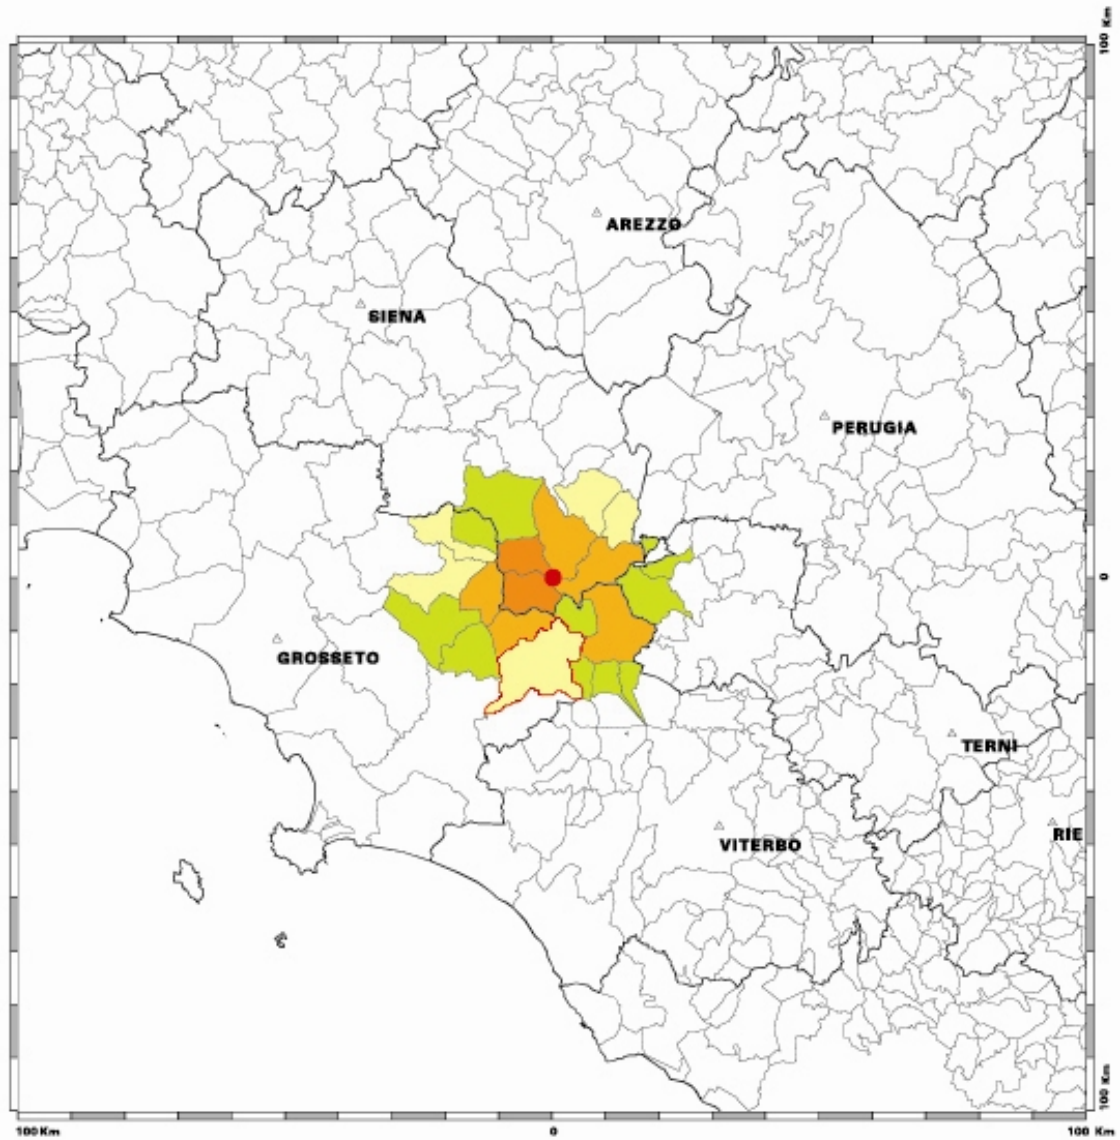 100 Km
AREZZO
SIENA
PERUGIA
0
GROSSETO
TERNI
RIE
VITERBO
100 Km
100 Km
0
100 Km